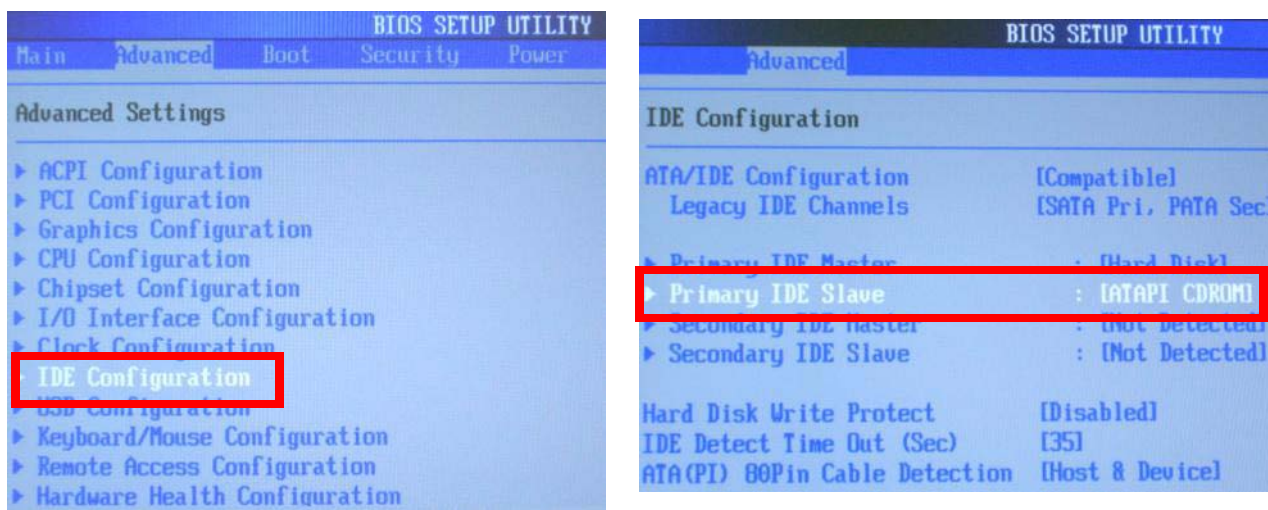 BIOS SETUP UTILITY
Main Advanced Boot Security Power
Advanced Settings
ACPI Configuration
PCI Configuration
Graphics Configuration
CPU Configuration
Chipset Configuration
I/O Interface Configuration
Clock Configuration
IDE Configuration
USB Configuration
Keyboard/Mouse Configuration
Remote Access Configuration
Hardware Health Configuration
BIOS SETUP UTILITY
Advanced
IDE Configuration
ATA/IDE Configuration [Compatible]
Legacy IDE Channels [SATA Pri, PATA Sec
Primary IDE Master : [Hard Disk]
Primary IDE Slave : [ATAPI CDROM]
Secondary IDE Master : [Not Detected]
Secondary IDE Slave : [Not Detected]
Hard Disk Write Protect [Disabled]
IDE Detect Time Out (Sec) [35]
ATA(PI) 80Pin Cable Detection [Host & Device]